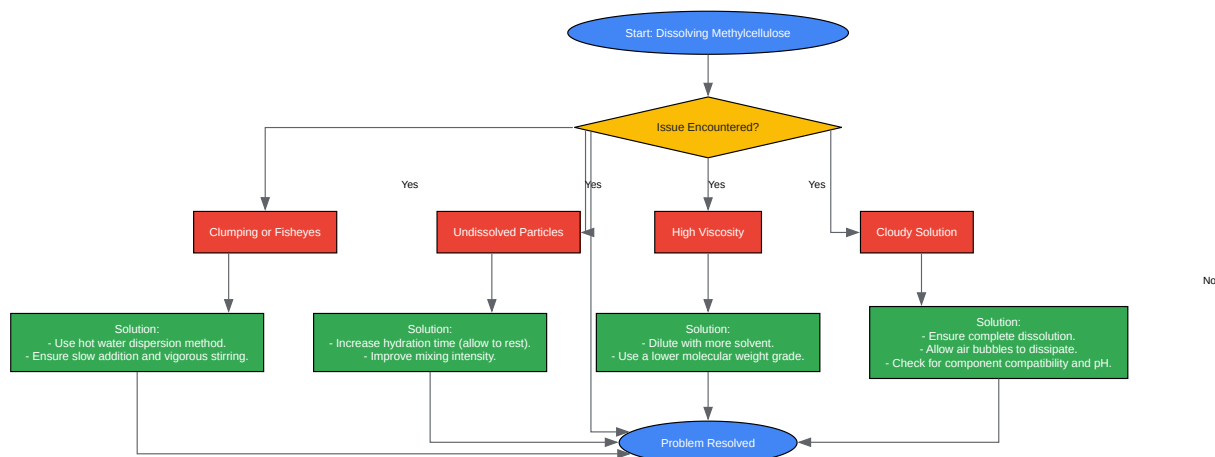 Start: Dissolving Methylcellulose
Issue Encountered?
Yes
Yes
Yes
Yes
Clumping or Fisheyes
Undissolved Particles
High Viscosity
Cloudy Solution
No
Solution:
- Use hot water dispersion method.
- Ensure slow addition and vigorous stirring.
Solution:
- Increase hydration time (allow to rest).
- Improve mixing intensity.
Solution:
- Dilute with more solvent.
- Use a lower molecular weight grade.
Solution:
- Ensure complete dissolution.
- Allow air bubbles to dissipate.
- Check for component compatibility and pH.
Problem Resolved